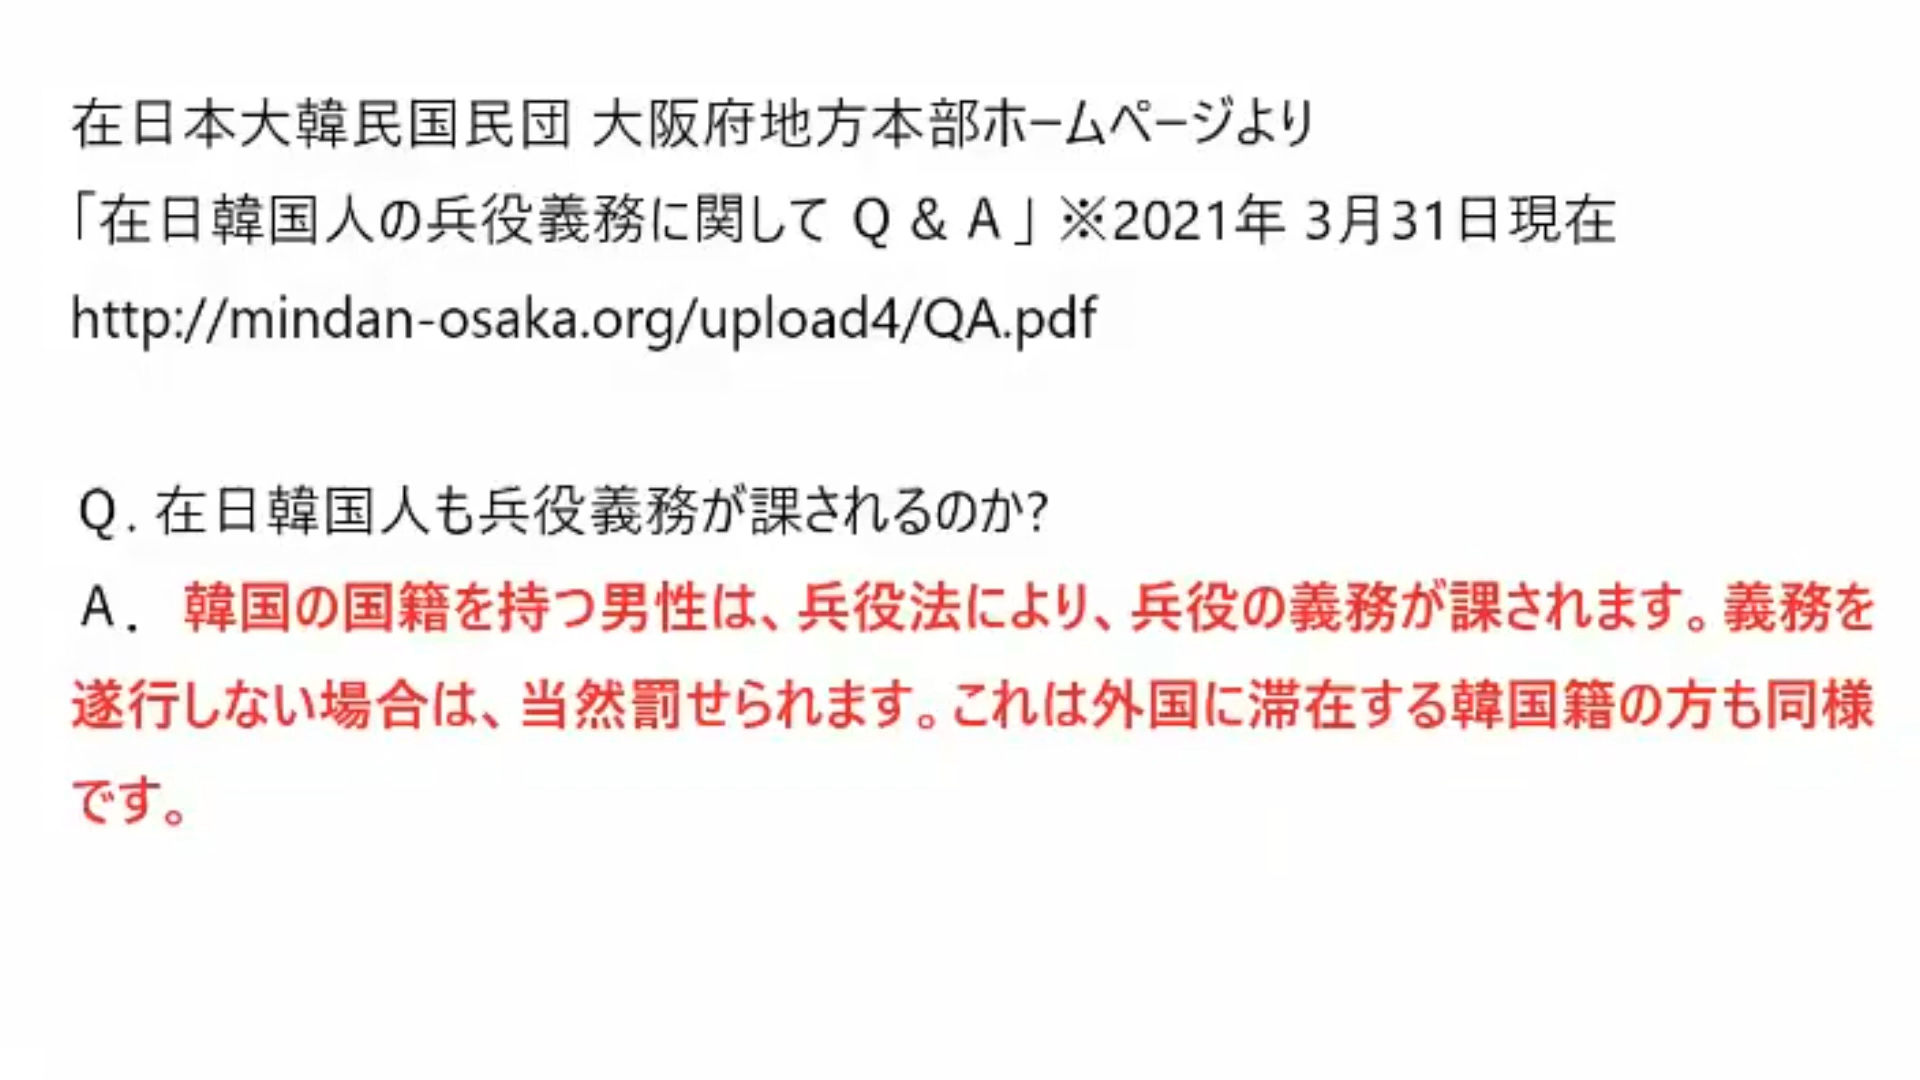 在日本大韓民国民団 大阪府地方本部ホームページより
「在日韓国人の兵役義務に関して Q & A」※2021年 3月31日現在
http://mindan-osaka.org/upload4/QA.pdf
Q. 在日韓国人も兵役義務が課されるのか?
A. 韓国の国籍を持つ男性は、兵役法により、兵役の義務が課されます。義務を
遂行しない場合は、当然罰せられます。これは外国に滞在する韓国籍の方も同様
です。